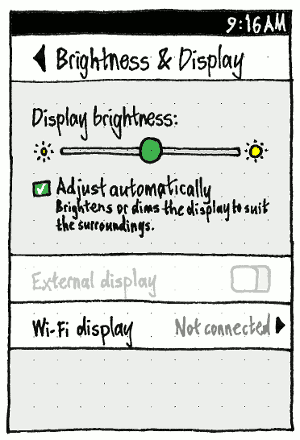 9:16AM
Brightness & Display
Display brightness:
Adjust automatically
Brightens or dims the display to suit
the surroundings.
External display
Wi-Fi display Not connected